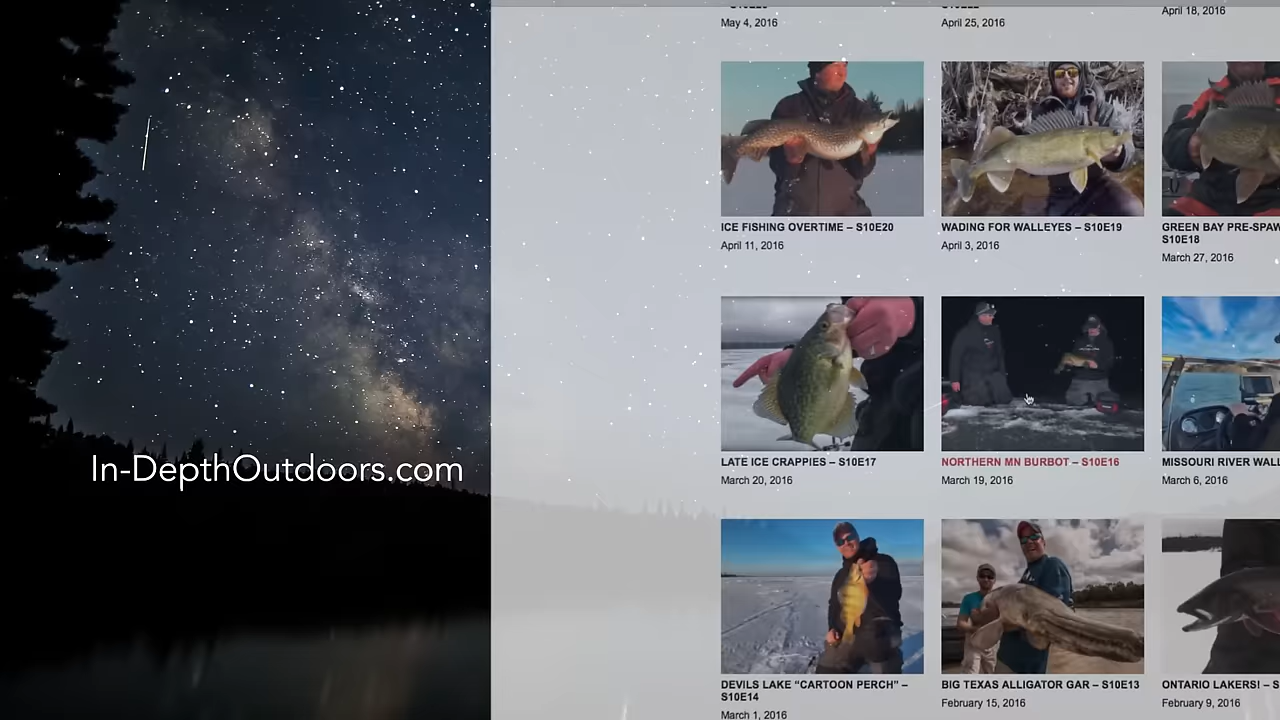 May 4, 2016
April 25, 2016
April 18, 2016
ICE FISHING OVERTIME – S10E20
April 11, 2016
WADING FOR WALLEYES – S10E19
April 3, 2016
GREEN BAY PRE-SPAW
S10E18
March 27, 2016
In-DepthOutdoors.com
LATE ICE CRAPPIES – S10E17
March 20, 2016
NORTHERN MN BURBOT – S10E16
March 19, 2016
MISSOURI RIVER WALL
March 6, 2016
DEVILS LAKE “CARTOON PERCH” –
S10E14
March 1, 2016
BIG TEXAS ALLIGATOR GAR – S10E13
February 15, 2016
ONTARIO LAKERS! – S
February 9, 2016